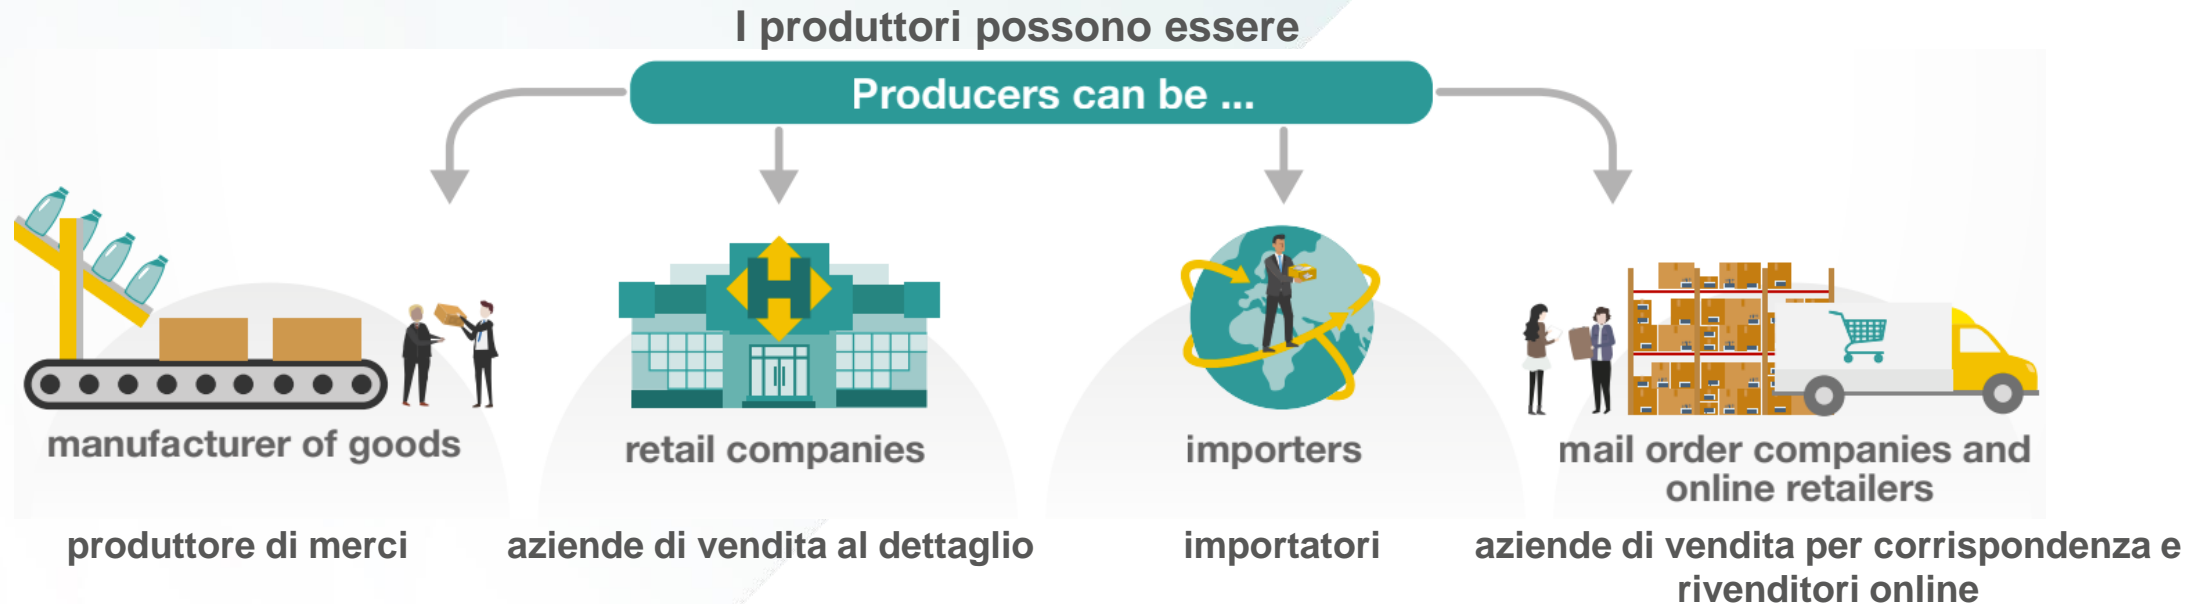 I produttori possono essere
Producers can be ...
H
manufacturer of goods
retail companies
importers
mail order companies and
online retailers
produttore di merci
aziende di vendita al dettaglio
importatori
aziende di vendita per corrispondenza e
rivenditori online